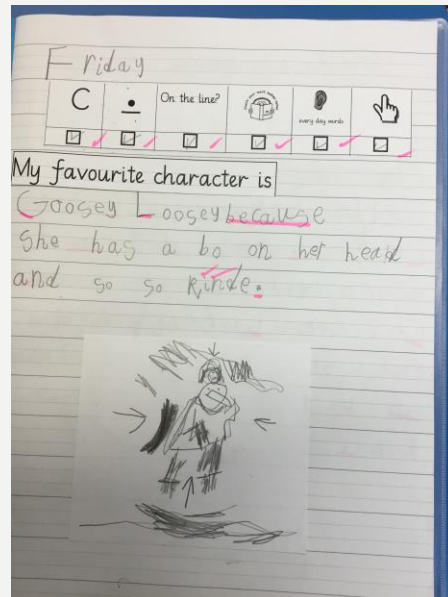 Friday
C
On the line?
every day words
My favourite character is
Goosey Loosey because
she has a bo on her head
and so so kinde.